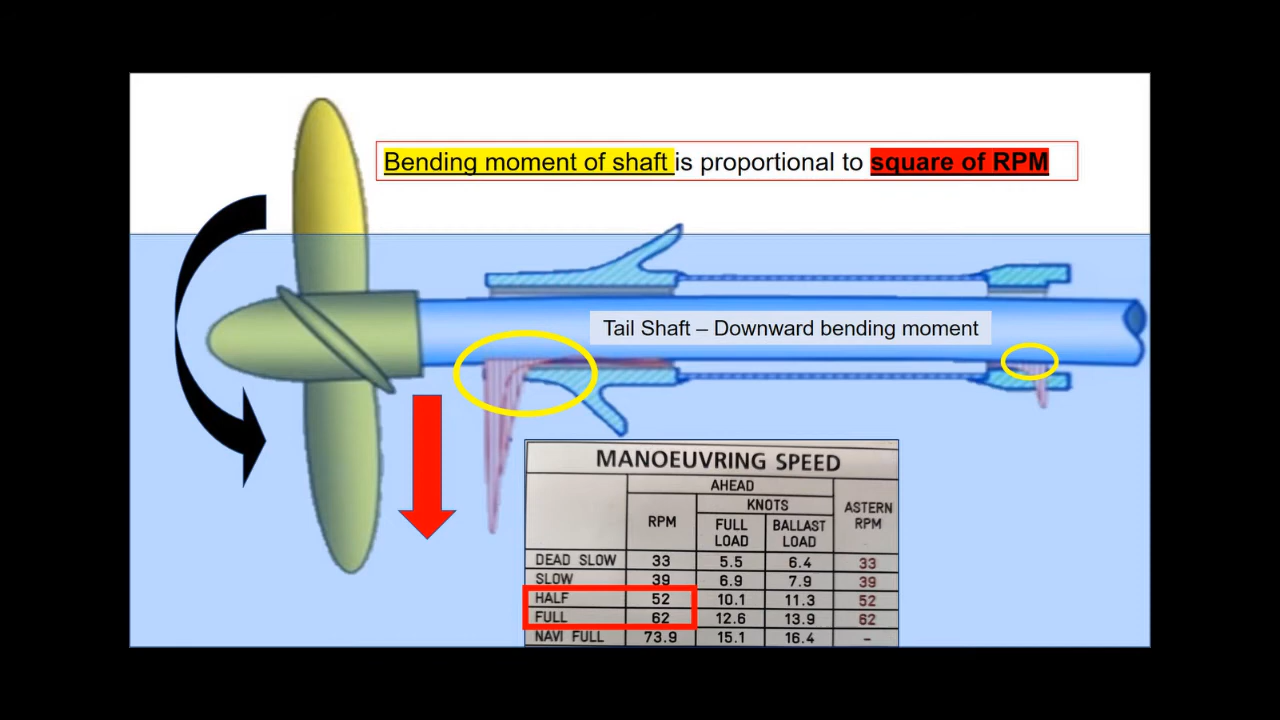 Bending moment of shaft is proportional to square of RPM
Tail Shaft – Downward bending moment
MANOEUVRING SPEED
AHEAD
KNOTS
ASTERN RPM
RPM
FULL LOAD
BALLAST LOAD
DEAD SLOW 33 5.5 6.4 33
SLOW 39 6.9 7.9 39
HALF 52 10.1 11.3 52
FULL 62 12.6 13.9 62
NAVI FULL 73.9 15.1 16.4 –